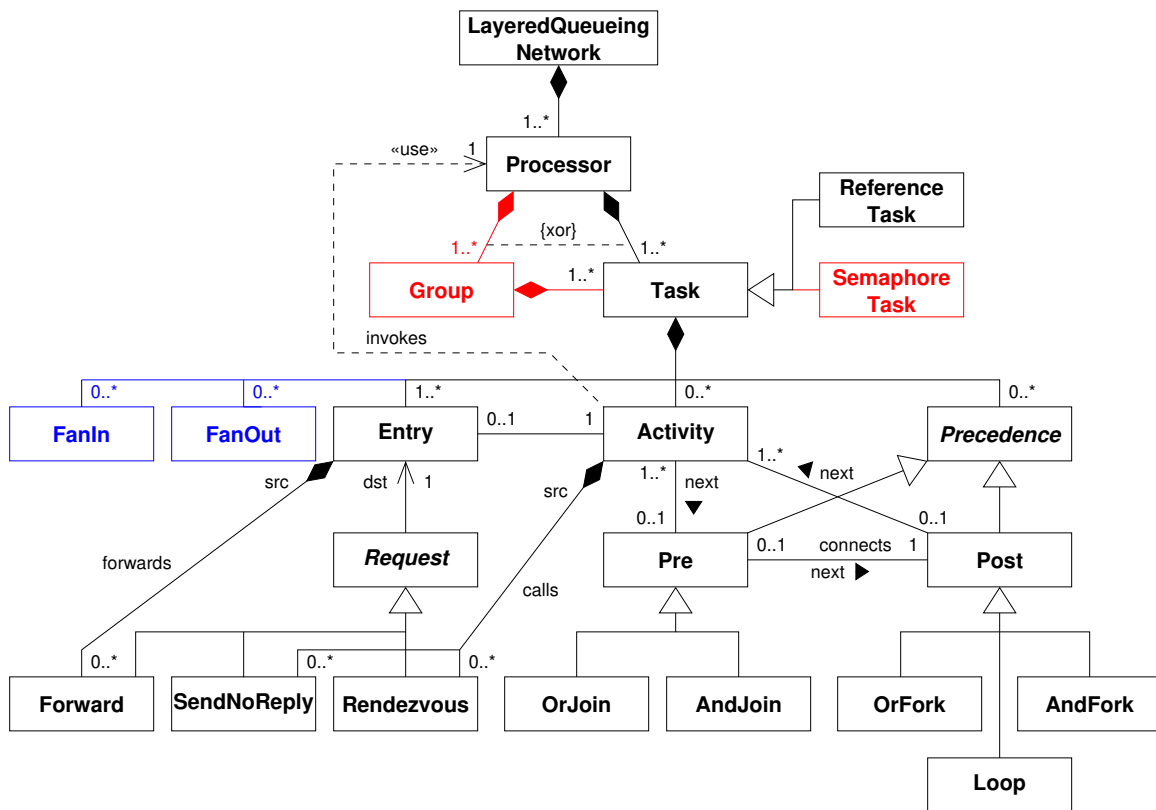 LayeredQueueing
Network
1..*
«use»
1
Processor
Reference
Task
{xor}
1..*
1..*
Group
1..*
Task
Semaphore
Task
invokes
0..*
0..*
1..*
0..*
0..*
FanIn
FanOut
Entry
0..1
1
Activity
Precedence
src
dst
1
src
1..*
next
1..*
next
0..1
0..1
forwards
Request
Pre
0..1
connects
1
next
Post
calls
0..*
0..*
0..*
Forward
SendNoReply
Rendezvous
OrJoin
AndJoin
OrFork
AndFork
Loop